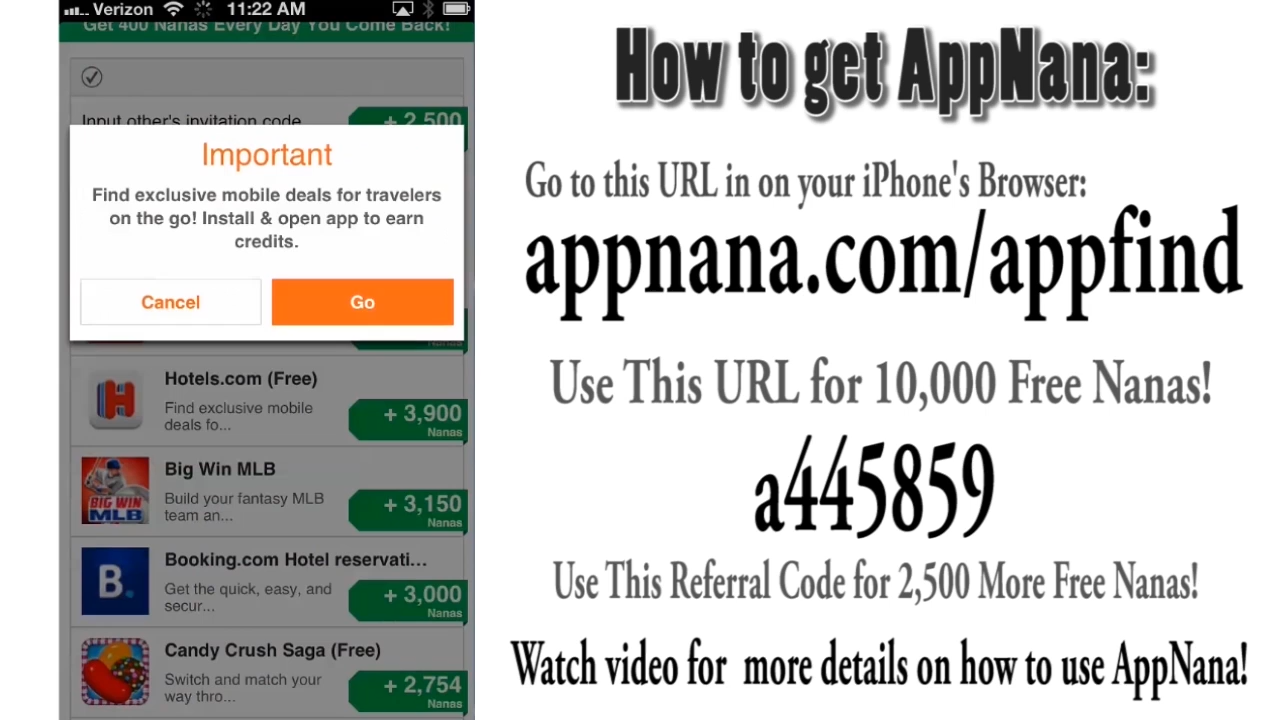 Verizon 11:22 AM
Get 400 Nanas Every Day You Come Back!
Input other's invitation code
+ 2,500
Important
Find exclusive mobile deals for travelers
on the go! Install & open app to earn
credits.
Cancel
Go
Nanas
Hotels.com (Free)
Find exclusive mobile
deals fo...
+ 3,900
Nanas
Big Win MLB
Build your fantasy MLB
team an...
+ 3,150
Nanas
BIG WIN
MLB
Booking.com Hotel reservati...
Get the quick, easy, and
secur...
+ 3,000
Nanas
B.
Candy Crush Saga (Free)
Switch and match your
way thro...
+ 2,754
Nanas
How to get AppNana:
Go to this URL in on your iPhone's Browser:
appnana.com/appfind
Use This URL for 10,000 Free Nanas!
a445859
Use This Referral Code for 2,500 More Free Nanas!
Watch video for more details on how to use AppNana!